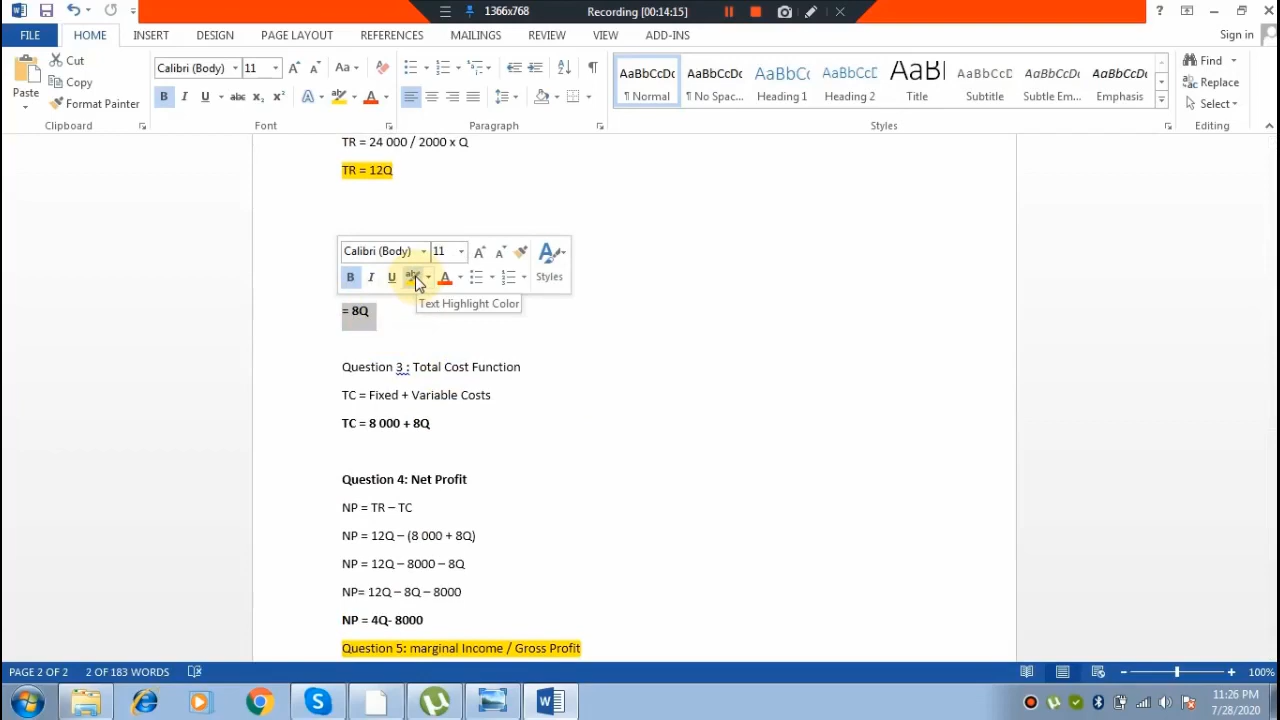 1366x768
Recording [00:14:15]
FILE HOME INSERT DESIGN PAGE LAYOUT REFERENCES MAILINGS REVIEW VIEW ADD-INS
Sign in
Paste
Cut
Copy
Format Painter
Clipboard
Calibri (Body) 11
Font
Paragraph
AaBbCcDc
¶ Normal
AaBbCcDc
¶ No Spac...
AaBbCc
Heading 1
AaBbCcC
Heading 2
AaBl
Title
AaBbCcC
Subtitle
AaBbCcDc
Subtle Em...
AaBbCcDc
Emphasis
Styles
Find
Replace
Select
Editing
TR = 24 000 / 2000 x Q
TR = 12Q
Calibri (Body) 11
B I U
Styles
Text Highlight Color
= 8Q
Question 3 : Total Cost Function
TC = Fixed + Variable Costs
TC = 8 000 + 8Q
Question 4: Net Profit
NP = TR – TC
NP = 12Q – (8 000 + 8Q)
NP = 12Q – 8000 – 8Q
NP= 12Q – 8Q – 8000
NP = 4Q- 8000
Question 5: marginal Income / Gross Profit
PAGE 2 OF 2 2 OF 183 WORDS
100%
11:26 PM
7/28/2020